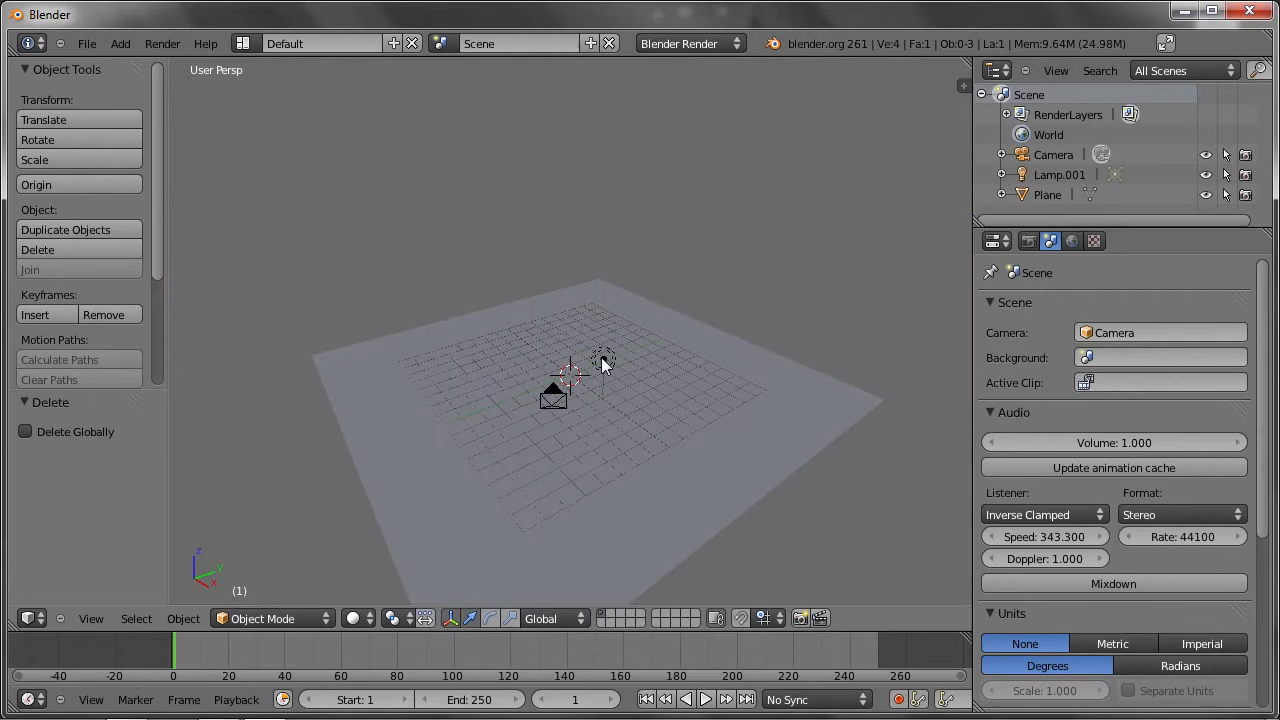 Blender
File Add Render Help Default Scene Blender Render blender.org 261 | Ve:4 | Fa:1 | Ob:0-3 | La:1 | Mem:9.64M (24.98M)
Object Tools
Transform:
Translate
Rotate
Scale
Origin
Object:
Duplicate Objects
Delete
Join
Keyframes:
Insert Remove
Motion Paths:
Calculate Paths
Clear Paths
Delete
Delete Globally
User Persp
z
y
x
(1)
View Select Object Object Mode Global
-40 -20 0 20 40 60 80 100 120 140 160 180 200 220 240 260
View Marker Frame Playback Start: 1 End: 250 1 No Sync
View Search All Scenes
Scene
RenderLayers |
World
Camera |
Lamp.001 |
Plane |
Scene
Scene
Camera: Camera
Background:
Active Clip:
Audio
Volume: 1.000
Update animation cache
Listener: Format:
Inverse Clamped Stereo
Speed: 343.300 Rate: 44100
Doppler: 1.000
Mixdown
Units
None Metric Imperial
Degrees Radians
Scale: 1.000 Separate Units